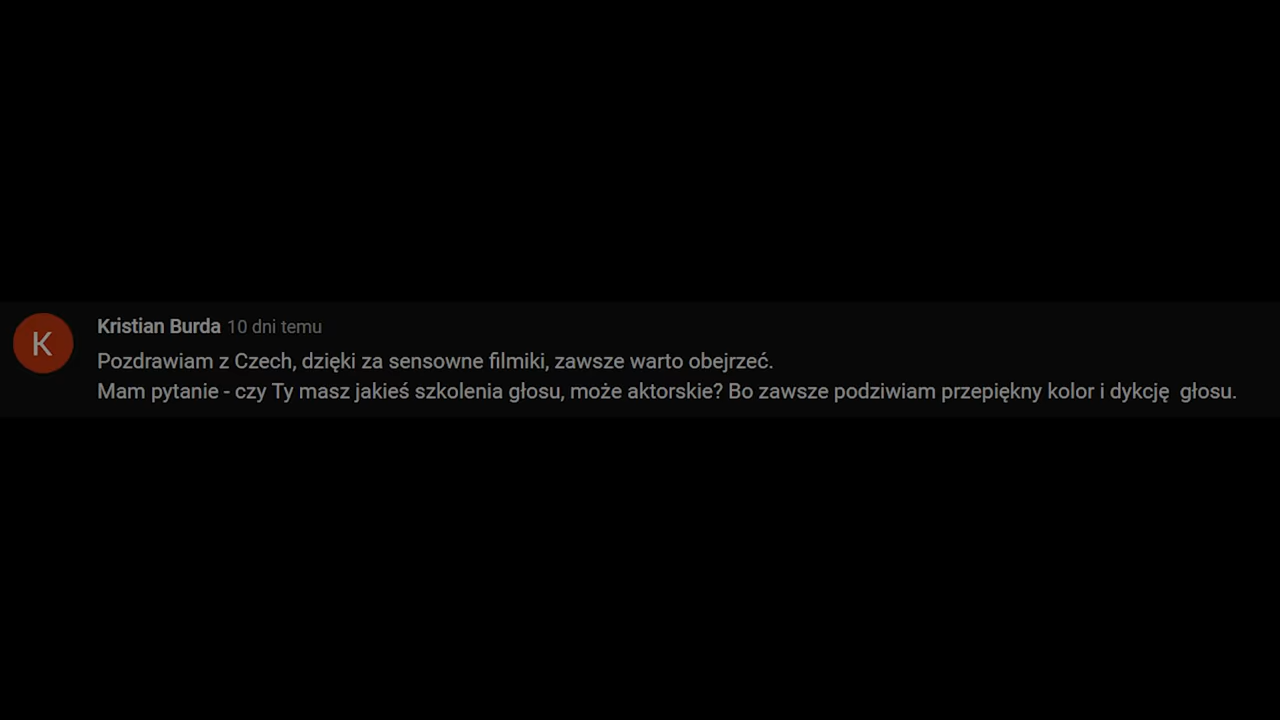 K
Kristian Burda 10 dni temu
Pozdrawiam z Czech, dzięki za sensowne filmiki, zawsze warto obejrzeć.
Mam pytanie - czy Ty masz jakieś szkolenia głosu, może aktorskie? Bo zawsze podziwiam przepiękny kolor i dykcję  głosu.